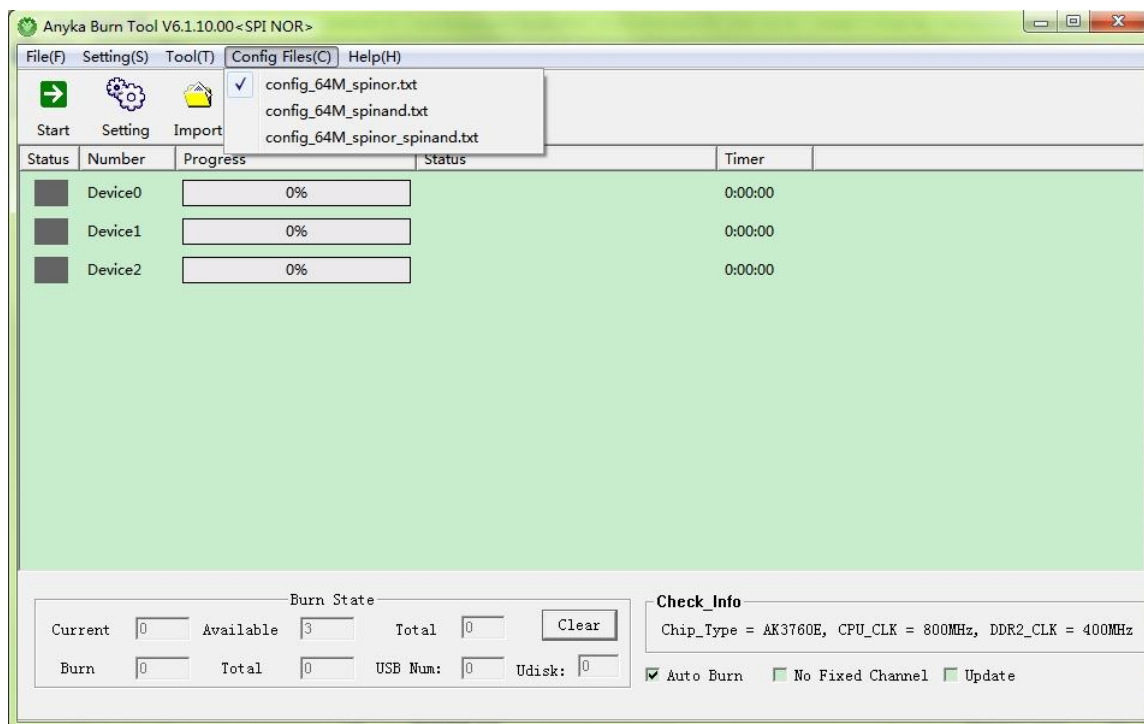 Anyka Burn Tool V6.1.10.00<SPI NOR>
File(F) Setting(S) Tool(T) Config Files(C) Help(H)
config_64M_spinor.txt
config_64M_spinand.txt
config_64M_spinor_spinand.txt
Start Setting Import
Status Number Progress Status Timer
Device0 0% 0:00:00
Device1 0% 0:00:00
Device2 0% 0:00:00
Burn State
Current 0 Available 3 Total 0 Clear
Burn 0 Total 0 USB Num: 0 Udisk: 0
Check_Info
Chip_Type = AK3760E, CPU_CLK = 800MHz, DDR2_CLK = 400MHz
Auto Burn No Fixed Channel Update